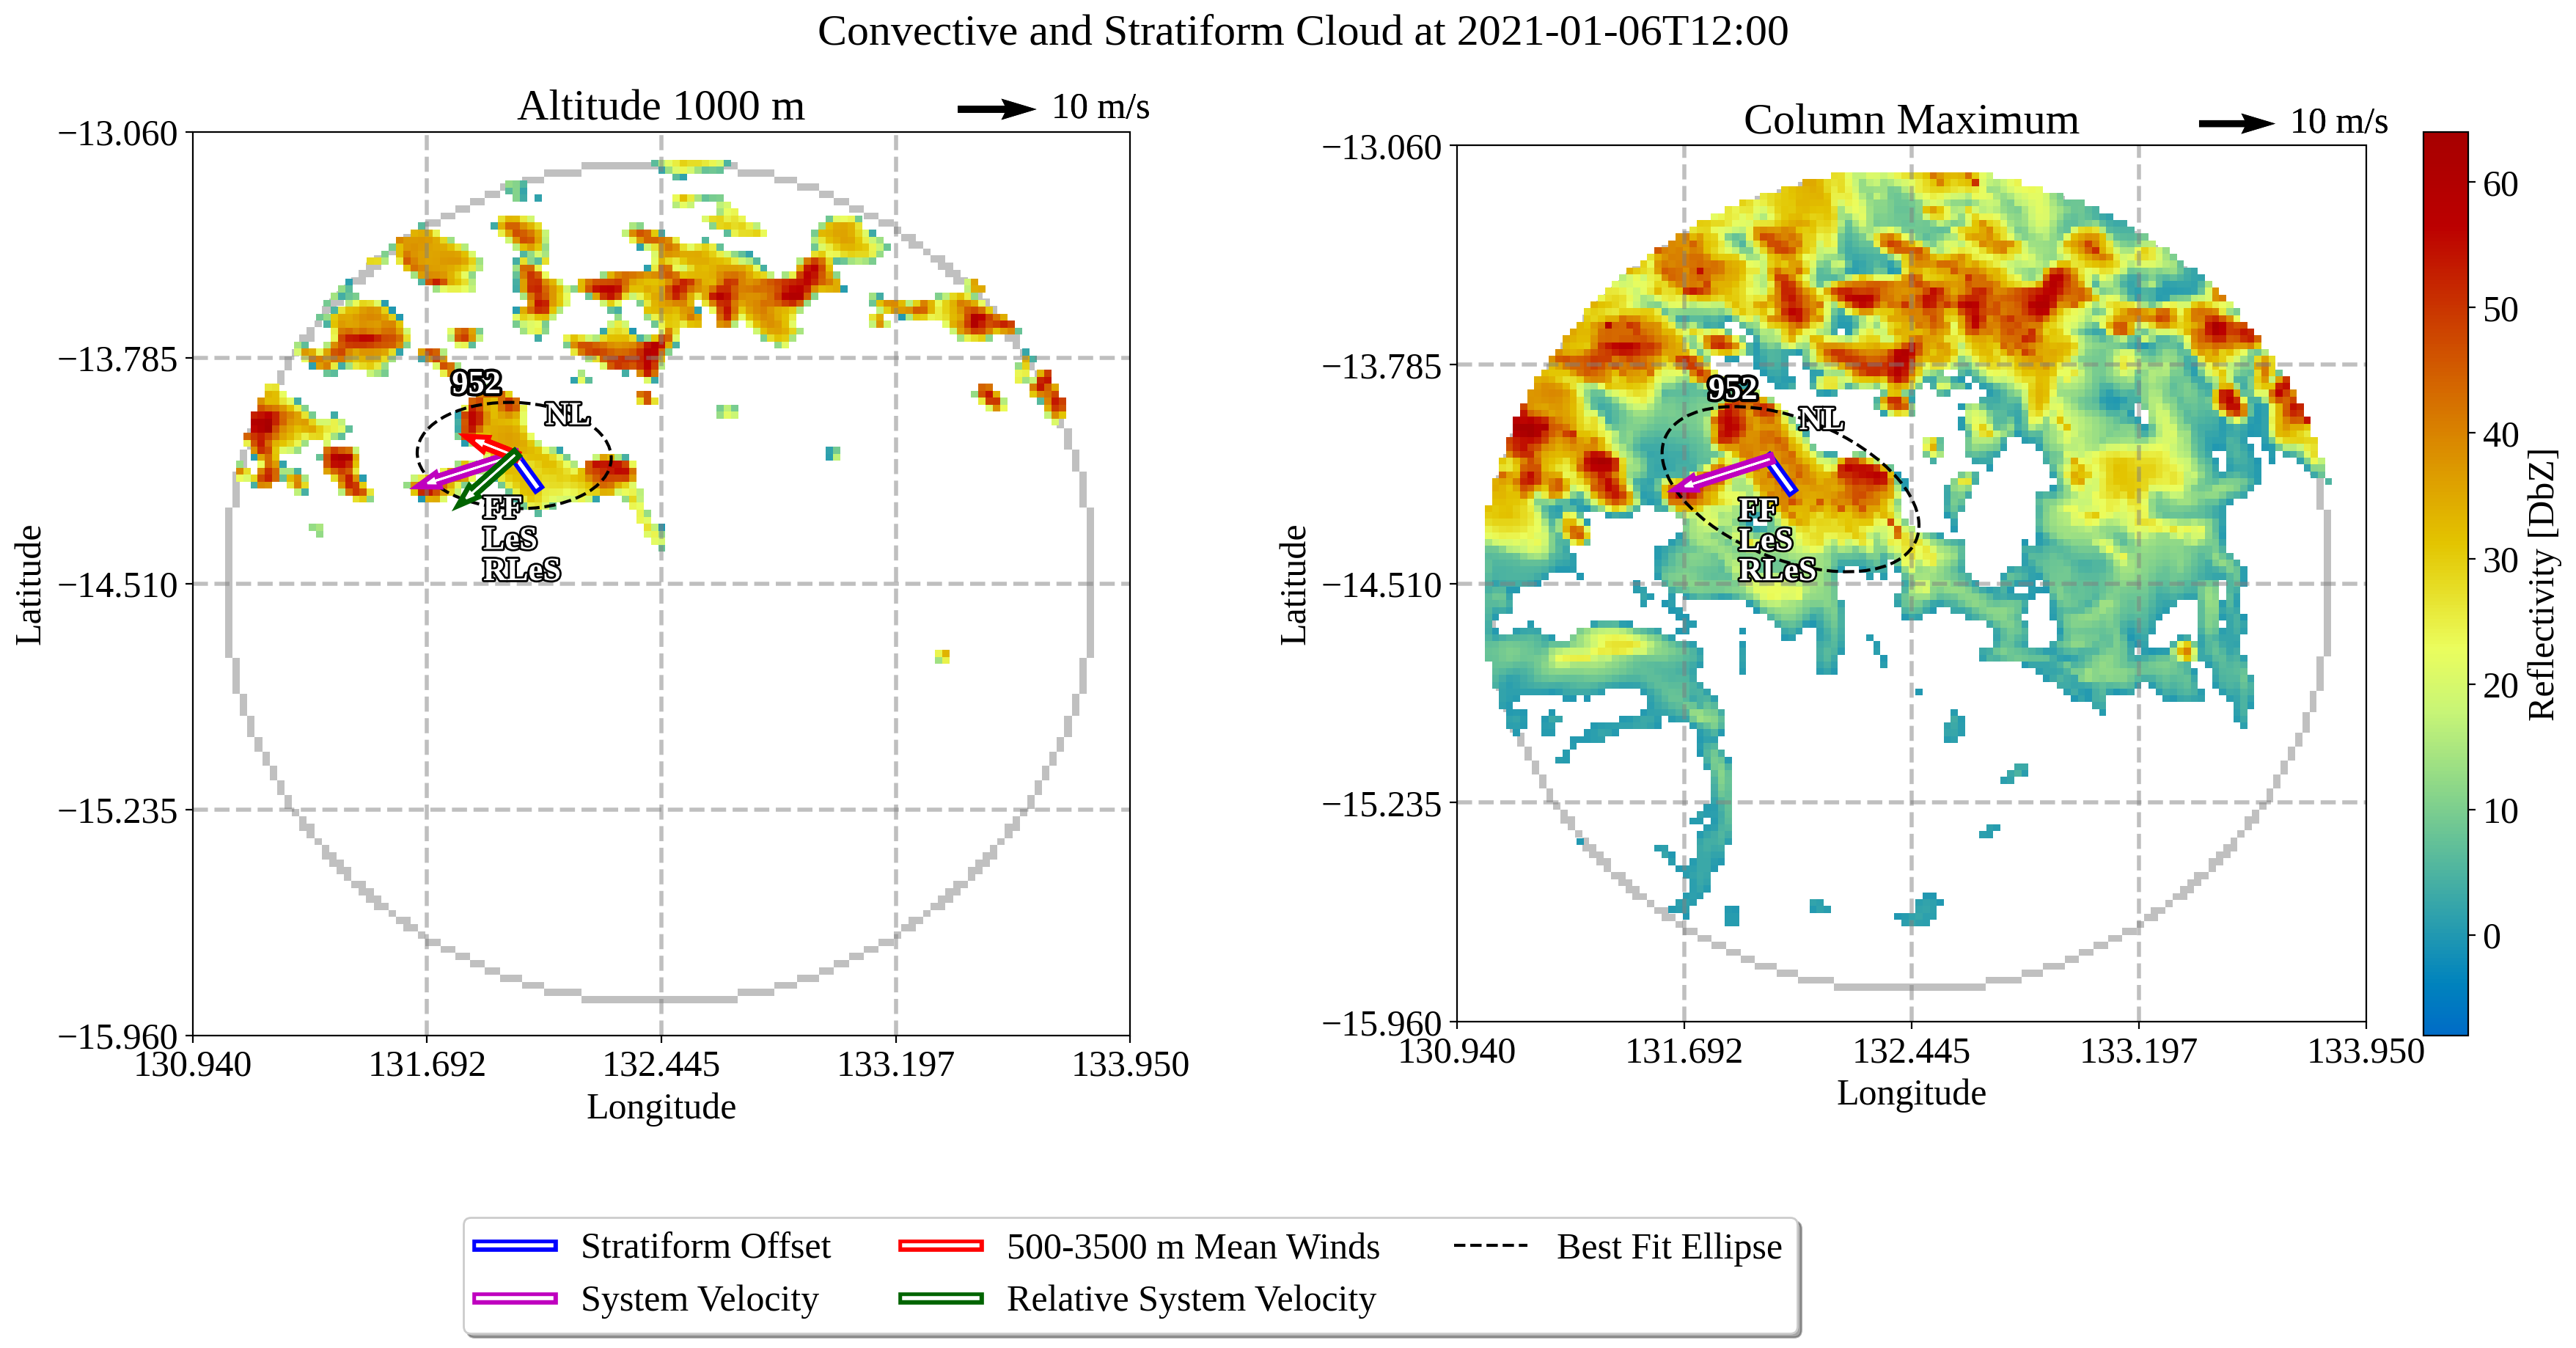 Convective and Stratiform Cloud at 2021-01-06T12:00
Altitude 1000 m
10 m/s
−13.060
−13.785
−14.510
−15.235
−15.960
130.940
131.692
132.445
133.197
133.950
Latitude
Longitude
952
NL
FF
LeS
RLeS
Column Maximum
10 m/s
−13.060
−13.785
−14.510
−15.235
−15.960
130.940
131.692
132.445
133.197
133.950
Latitude
Longitude
952
NL
FF
LeS
RLeS
60
50
40
30
20
10
0
Reflectivity [DbZ]
Stratiform Offset
System Velocity
500-3500 m Mean Winds
Relative System Velocity
Best Fit Ellipse